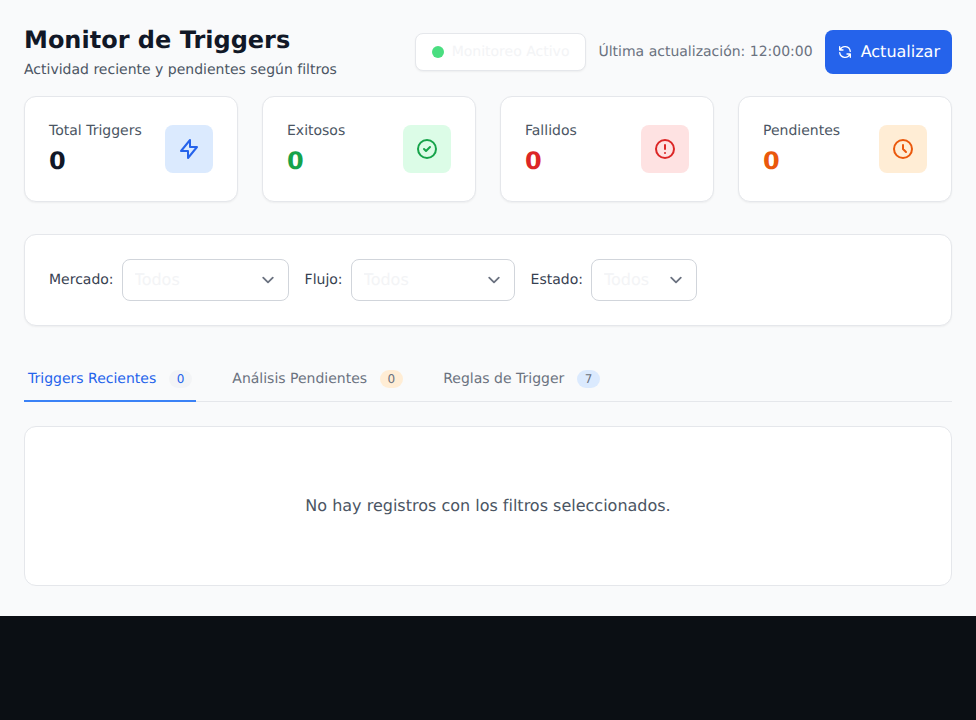 Monitor de Triggers
Actividad reciente y pendientes según filtros
Monitoreo Activo
Última actualización: 12:00:00
Actualizar
Total Triggers
0
Exitosos
0
Fallidos
0
Pendientes
0
Mercado: Todos
Flujo: Todos
Estado: Todos
Triggers Recientes 0
Análisis Pendientes 0
Reglas de Trigger 7
No hay registros con los filtros seleccionados.